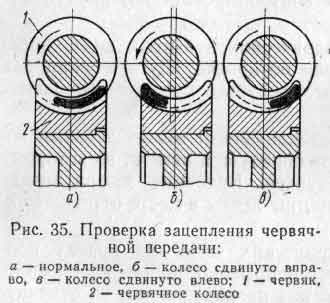 1
2
а)
б)
в)
Рис. 35. Проверка зацепления червяч-
ной передачи:
а — нормальное, б — колесо сдвинуто впра-
во, в — колесо сдвинуто влево; 1 — червяк,
2 — червячное колесо